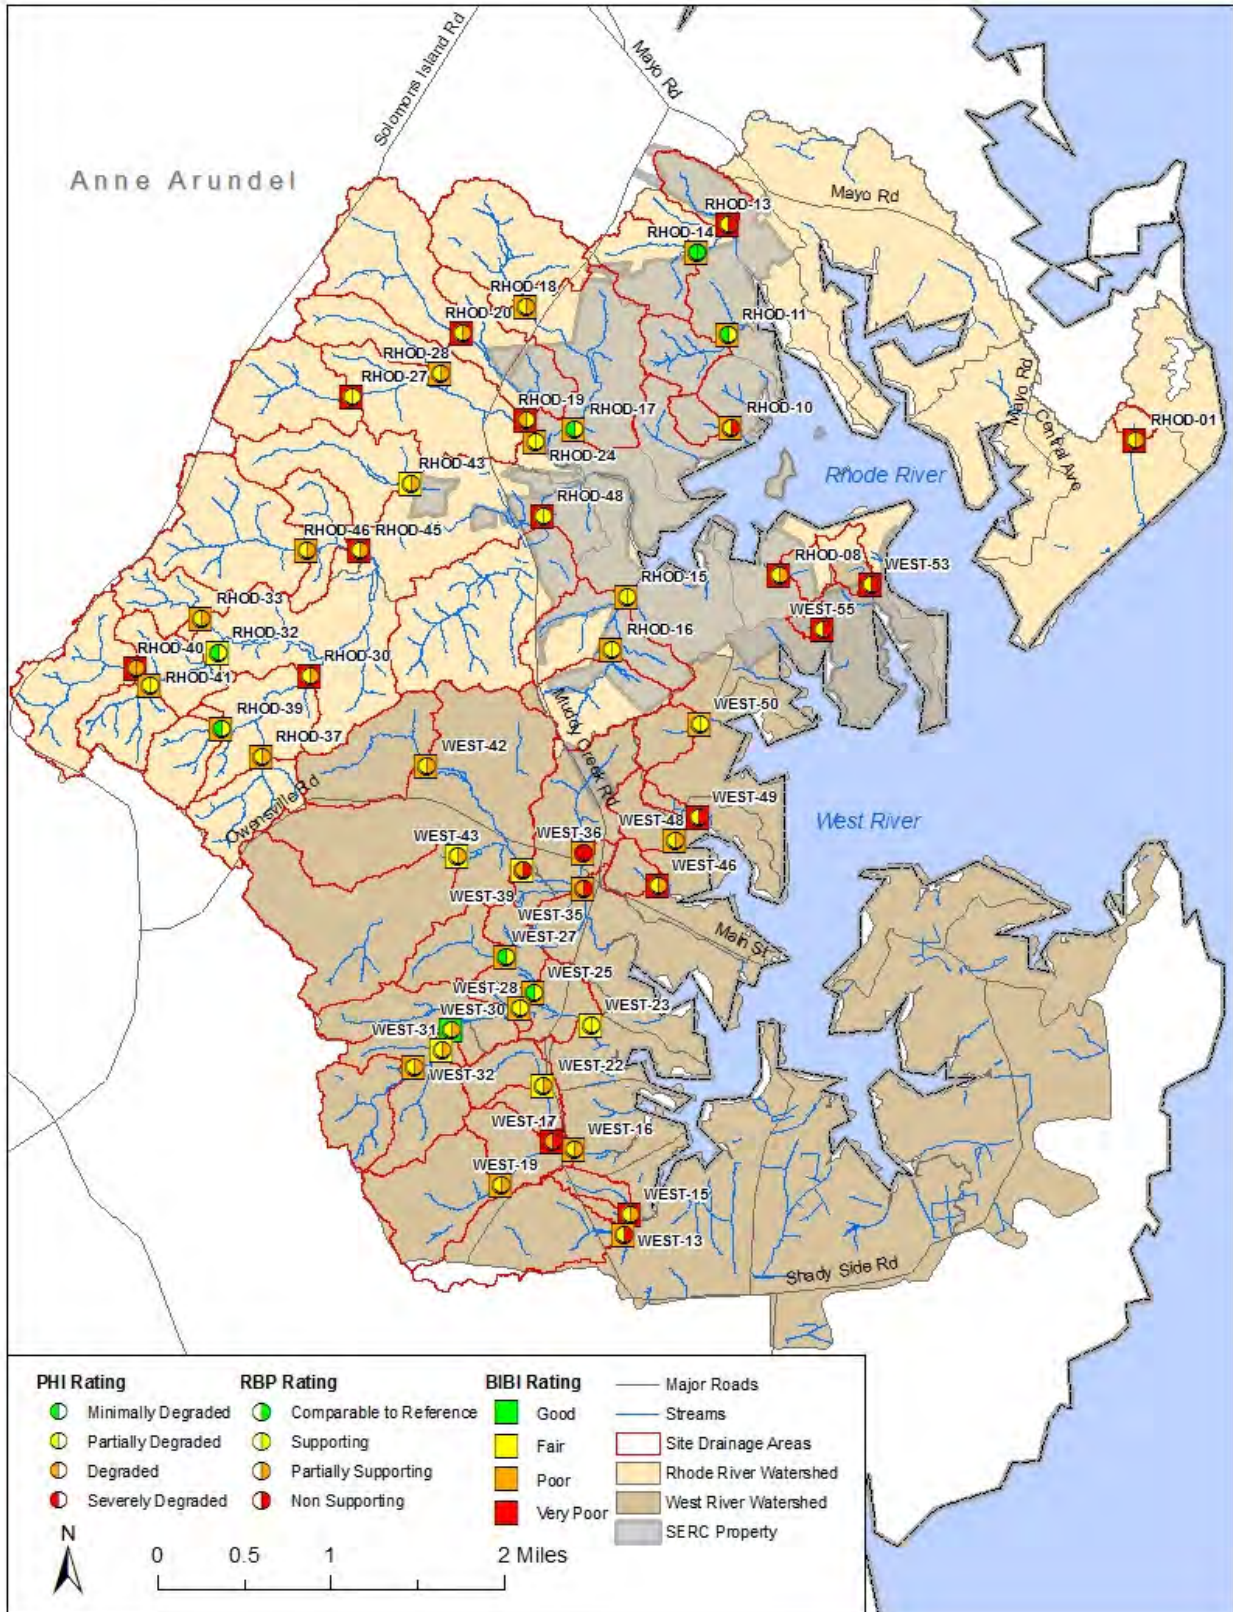 Solomons Island Rd
Mayo Rd
Anne Arundel
Mayo Rd
RHOD-13
RHOD-14
RHOD-18
RHOD-20
RHOD-11
RHOD-28
RHOD-27
RHOD-19
RHOD-17
RHOD-10
RHOD-24
Mayo Rd
Central Ave
RHOD-01
RHOD-43
Rhode River
RHOD-48
RHOD-46
RHOD-45
RHOD-08
WEST-53
RHOD-15
RHOD-33
WEST-55
RHOD-32
RHOD-16
RHOD-40
RHOD-30
RHOD-41
RHOD-39
WEST-50
Muddy Creek Rd
RHOD-37
WEST-42
Owensville Rd
WEST-49
West River
WEST-48
WEST-36
WEST-43
WEST-46
WEST-39
WEST-35
Main St
WEST-27
WEST-25
WEST-28
WEST-23
WEST-30
WEST-31
WEST-22
WEST-32
WEST-17
WEST-16
WEST-19
WEST-15
WEST-13
Shady Side Rd
PHI Rating
Minimally Degraded
Partially Degraded
Degraded
Severely Degraded
RBP Rating
Comparable to Reference
Supporting
Partially Supporting
Non Supporting
BIBI Rating
Good
Fair
Poor
Very Poor
Major Roads
Streams
Site Drainage Areas
Rhode River Watershed
West River Watershed
SERC Property
N
0 0.5 1 2 Miles